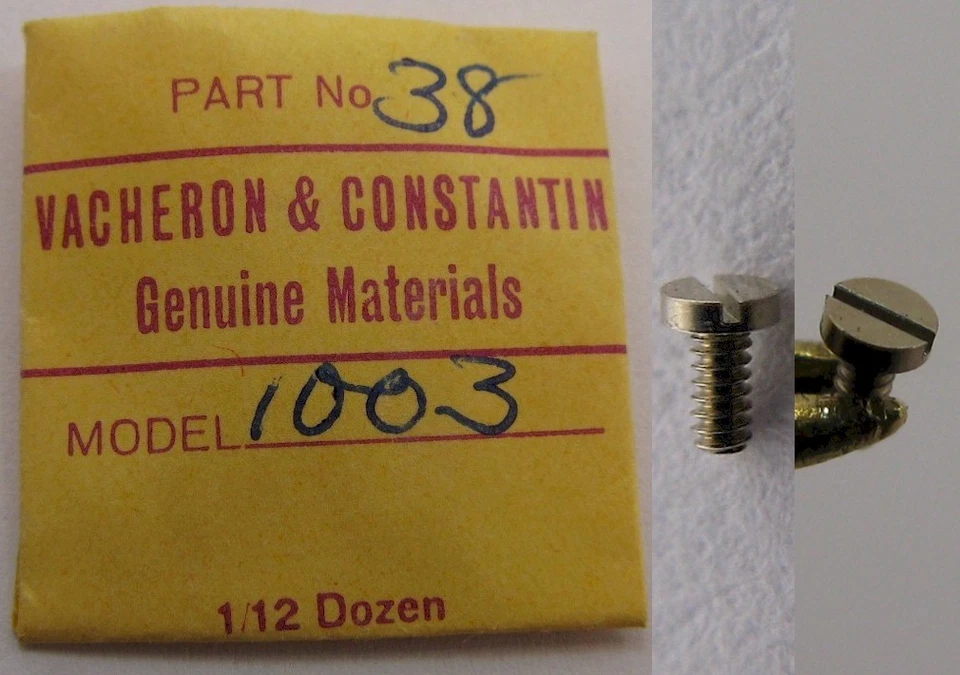 PART No 38
VACHERON & CONSTANTIN
Genuine Materials
MODEL 1003
1/12 Dozen